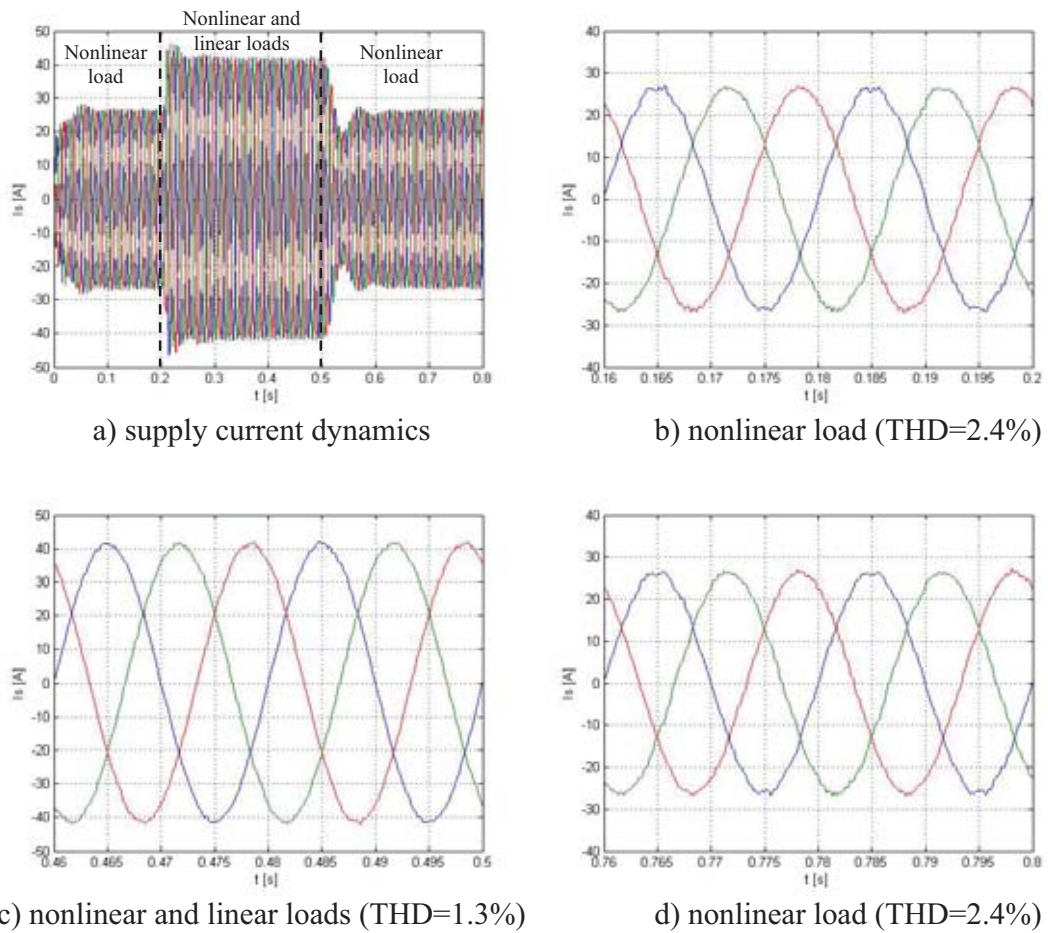 Nonlinear and
linear loads
Nonlinear
load
Nonlinear
load
50
40
30
20
10
0
-10
-20
-30
-40
-50
Is [A]
0 0.1 0.2 0.3 0.4 0.5 0.6 0.7 0.8
t [s]
a) supply current dynamics
40
30
20
10
0
-10
-20
-30
-40
Is [A]
0.16 0.165 0.17 0.175 0.18 0.185 0.19 0.195 0.2
t [s]
b) nonlinear load (THD=2.4%)
50
40
30
20
10
0
-10
-20
-30
-40
-50
Is [A]
0.46 0.465 0.47 0.475 0.48 0.485 0.49 0.495 0.5
t [s]
c) nonlinear and linear loads (THD=1.3%)
40
30
20
10
0
-10
-20
-30
-40
Is [A]
0.76 0.765 0.77 0.775 0.78 0.785 0.79 0.795 0.8
t [s]
d) nonlinear load (THD=2.4%)